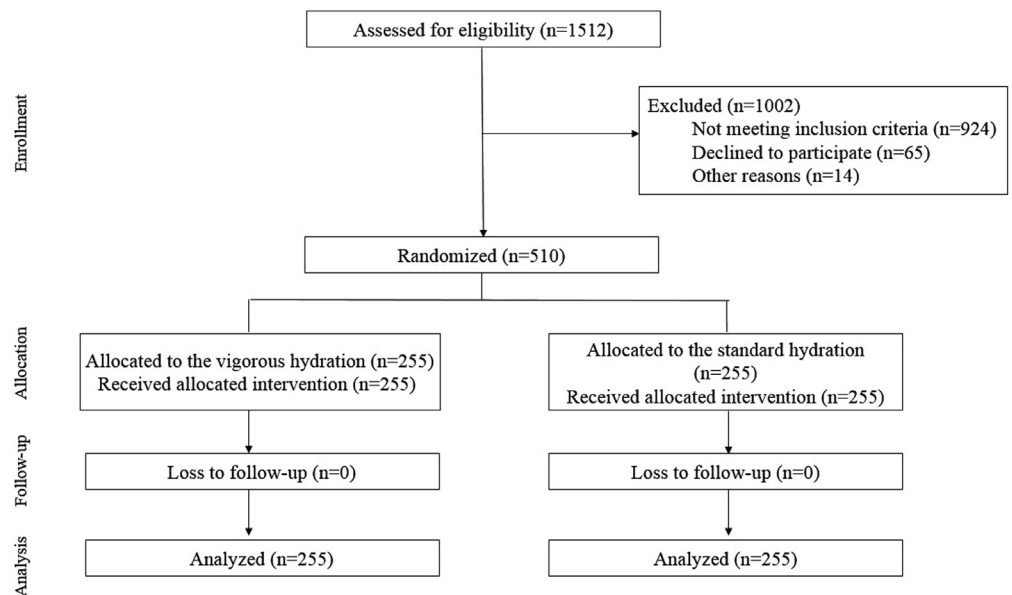 Assessed for eligibility (n=1512)
Enrollment
Excluded (n=1002)
Not meeting inclusion criteria (n=924)
Declined to participate (n=65)
Other reasons (n=14)
Randomized (n=510)
Allocation
Allocated to the vigorous hydration (n=255)
Received allocated intervention (n=255)
Allocated to the standard hydration
(n=255)
Received allocated intervention (n=255)
Follow-up
Loss to follow-up (n=0)
Loss to follow-up (n=0)
Analysis
Analyzed (n=255)
Analyzed (n=255)